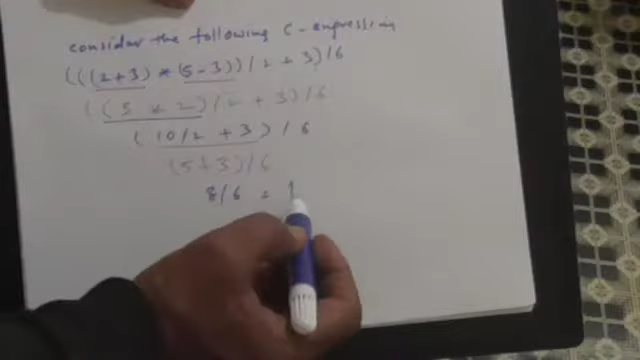 consider the following C-expression
(((2+3) * (5-3))/2 + 3)/6
((5 * 2)/2 + 3)/6
(10/2 + 3)/6
(5+3)/6
8/6 = 1